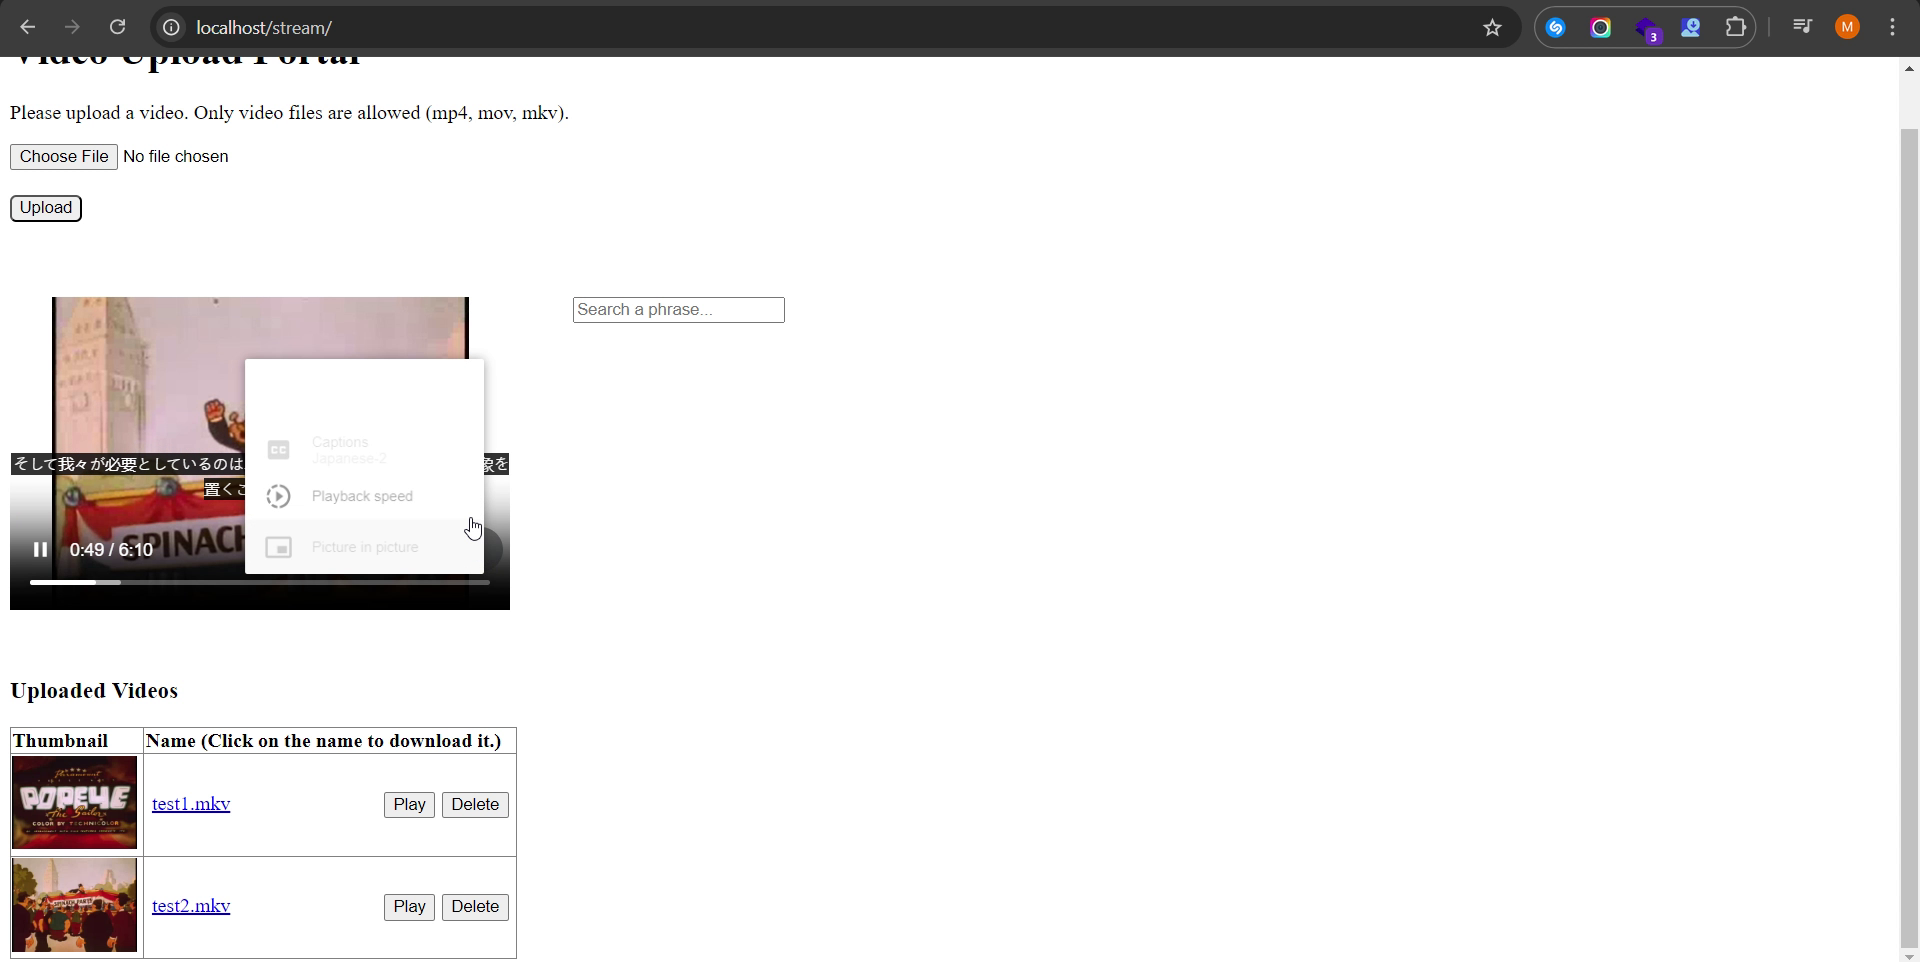 localhost/stream/
3
M
Video Upload Portal
Please upload a video. Only video files are allowed (mp4, mov, mkv).
Choose File No file chosen
Upload
Search a phrase...
そして我々が必要としているのは
象を
置くこ
Captions
Japanese-2
Playback speed
Picture in picture
SPINACH
0:49 / 6:10
Uploaded Videos
Thumbnail Name (Click on the name to download it.)
Paramount
POPEYE
The Sailor
COLOR BY TECHNICOLOR
test1.mkv Play Delete
SPINACH PARTY
test2.mkv Play Delete